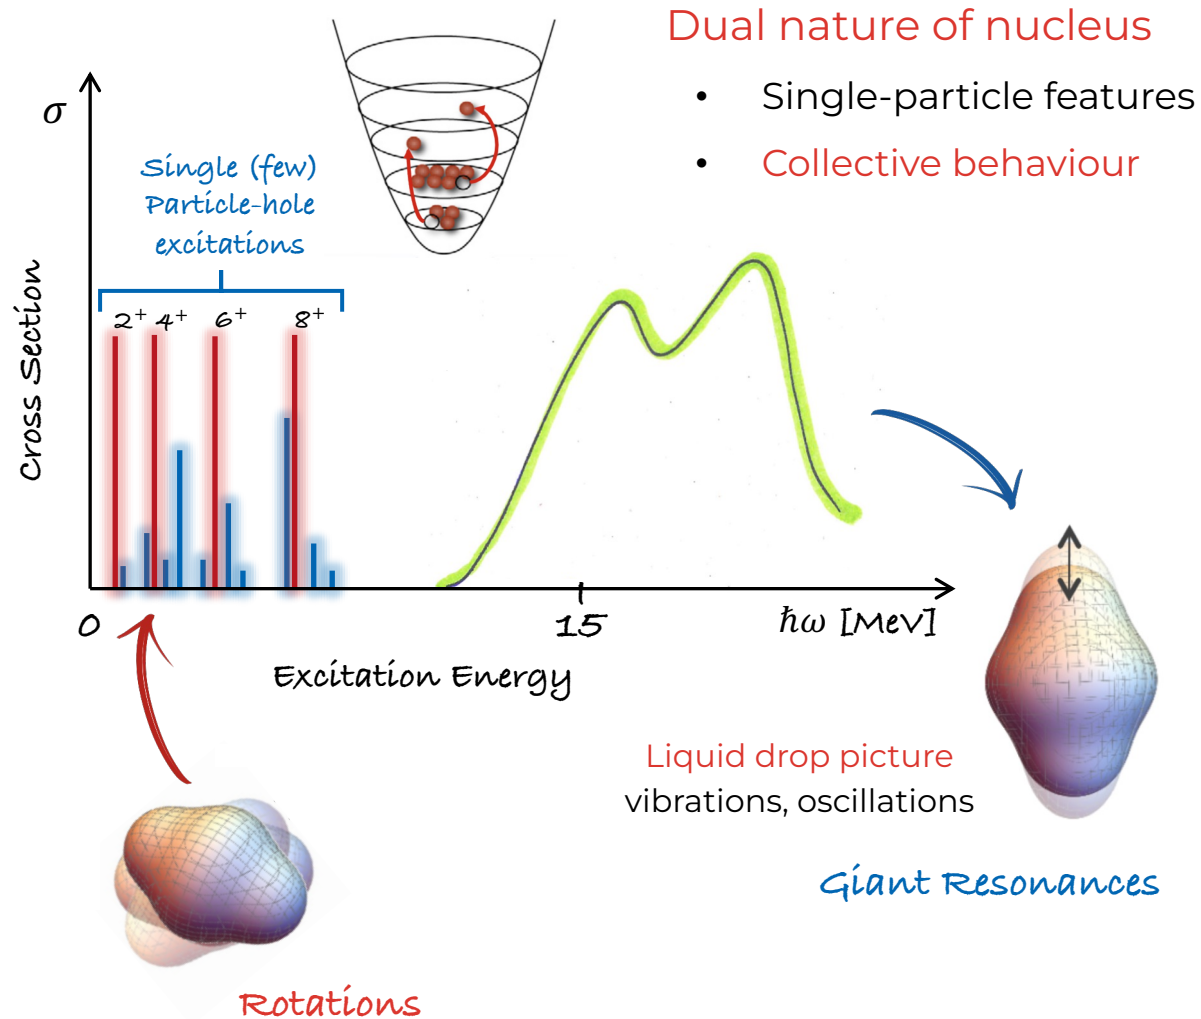 Dual nature of nucleus
• Single-particle features
• Collective behaviour
σ
Cross Section
Single (few)
Particle-hole
excitations
2⁺ 4⁺ 6⁺ 8⁺
0 15 ħω [MeV]
Excitation Energy
Liquid drop picture
vibrations, oscillations
Giant Resonances
Rotations